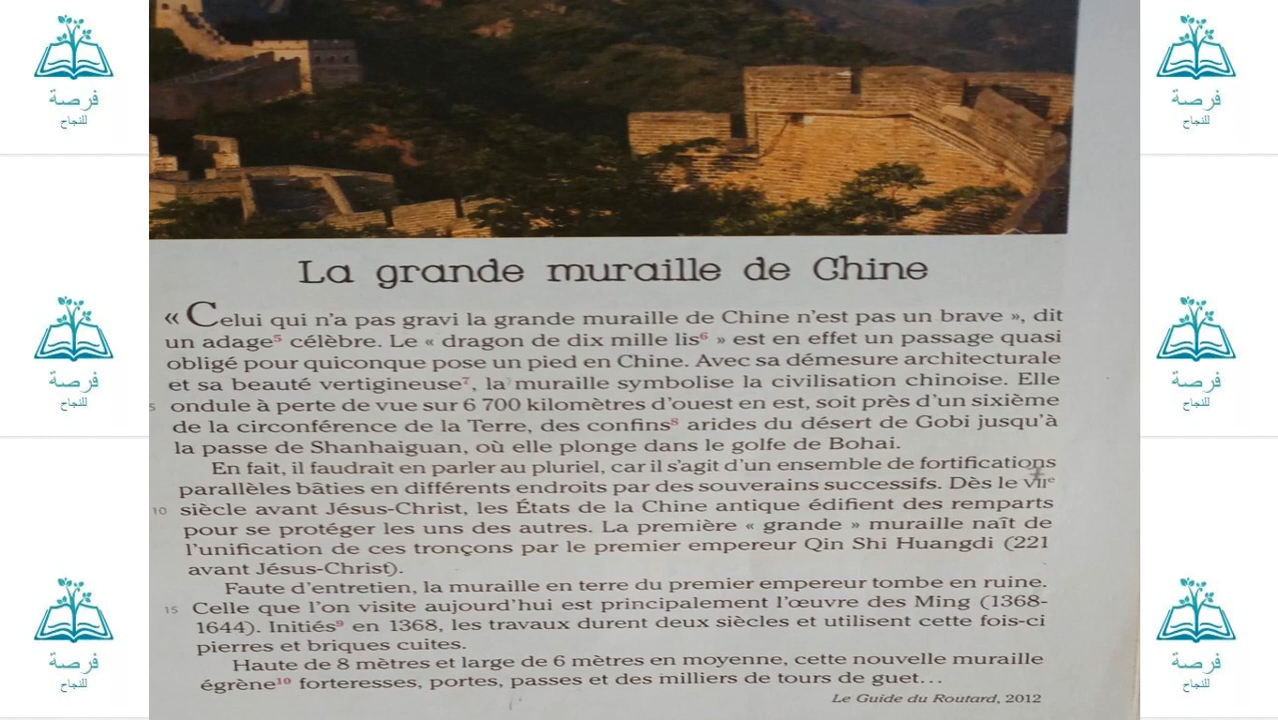 فرصة
للنجاح
فرصة
للنجاح
فرصة
للنجاح
La grande muraille de Chine
« Celui qui n'a pas gravi la grande muraille de Chine n'est pas un brave », dit
un adage⁵ célèbre. Le « dragon de dix mille lis⁶ » est en effet un passage quasi
obligé pour quiconque pose un pied en Chine. Avec sa démesure architecturale
et sa beauté vertigineuse⁷, la muraille symbolise la civilisation chinoise. Elle
5 ondule à perte de vue sur 6 700 kilomètres d'ouest en est, soit près d'un sixième
de la circonférence de la Terre, des confins⁸ arides du désert de Gobi jusqu'à
la passe de Shanhaiguan, où elle plonge dans le golfe de Bohai.
En fait, il faudrait en parler au pluriel, car il s'agit d'un ensemble de fortifications
parallèles bâties en différents endroits par des souverains successifs. Dès le VIIᵉ
10 siècle avant Jésus-Christ, les États de la Chine antique édifient des remparts
pour se protéger les uns des autres. La première « grande » muraille naît de
l'unification de ces tronçons par le premier empereur Qin Shi Huangdi (221
avant Jésus-Christ).
Faute d'entretien, la muraille en terre du premier empereur tombe en ruine.
15 Celle que l'on visite aujourd'hui est principalement l'œuvre des Ming (1368-
1644). Initiés⁹ en 1368, les travaux durent deux siècles et utilisent cette fois-ci
pierres et briques cuites.
Haute de 8 mètres et large de 6 mètres en moyenne, cette nouvelle muraille
égrène¹⁰ forteresses, portes, passes et des milliers de tours de guet...
Le Guide du Routard, 2012
فرصة
للنجاح
فرصة
للنجاح
فرصة
للنجاح